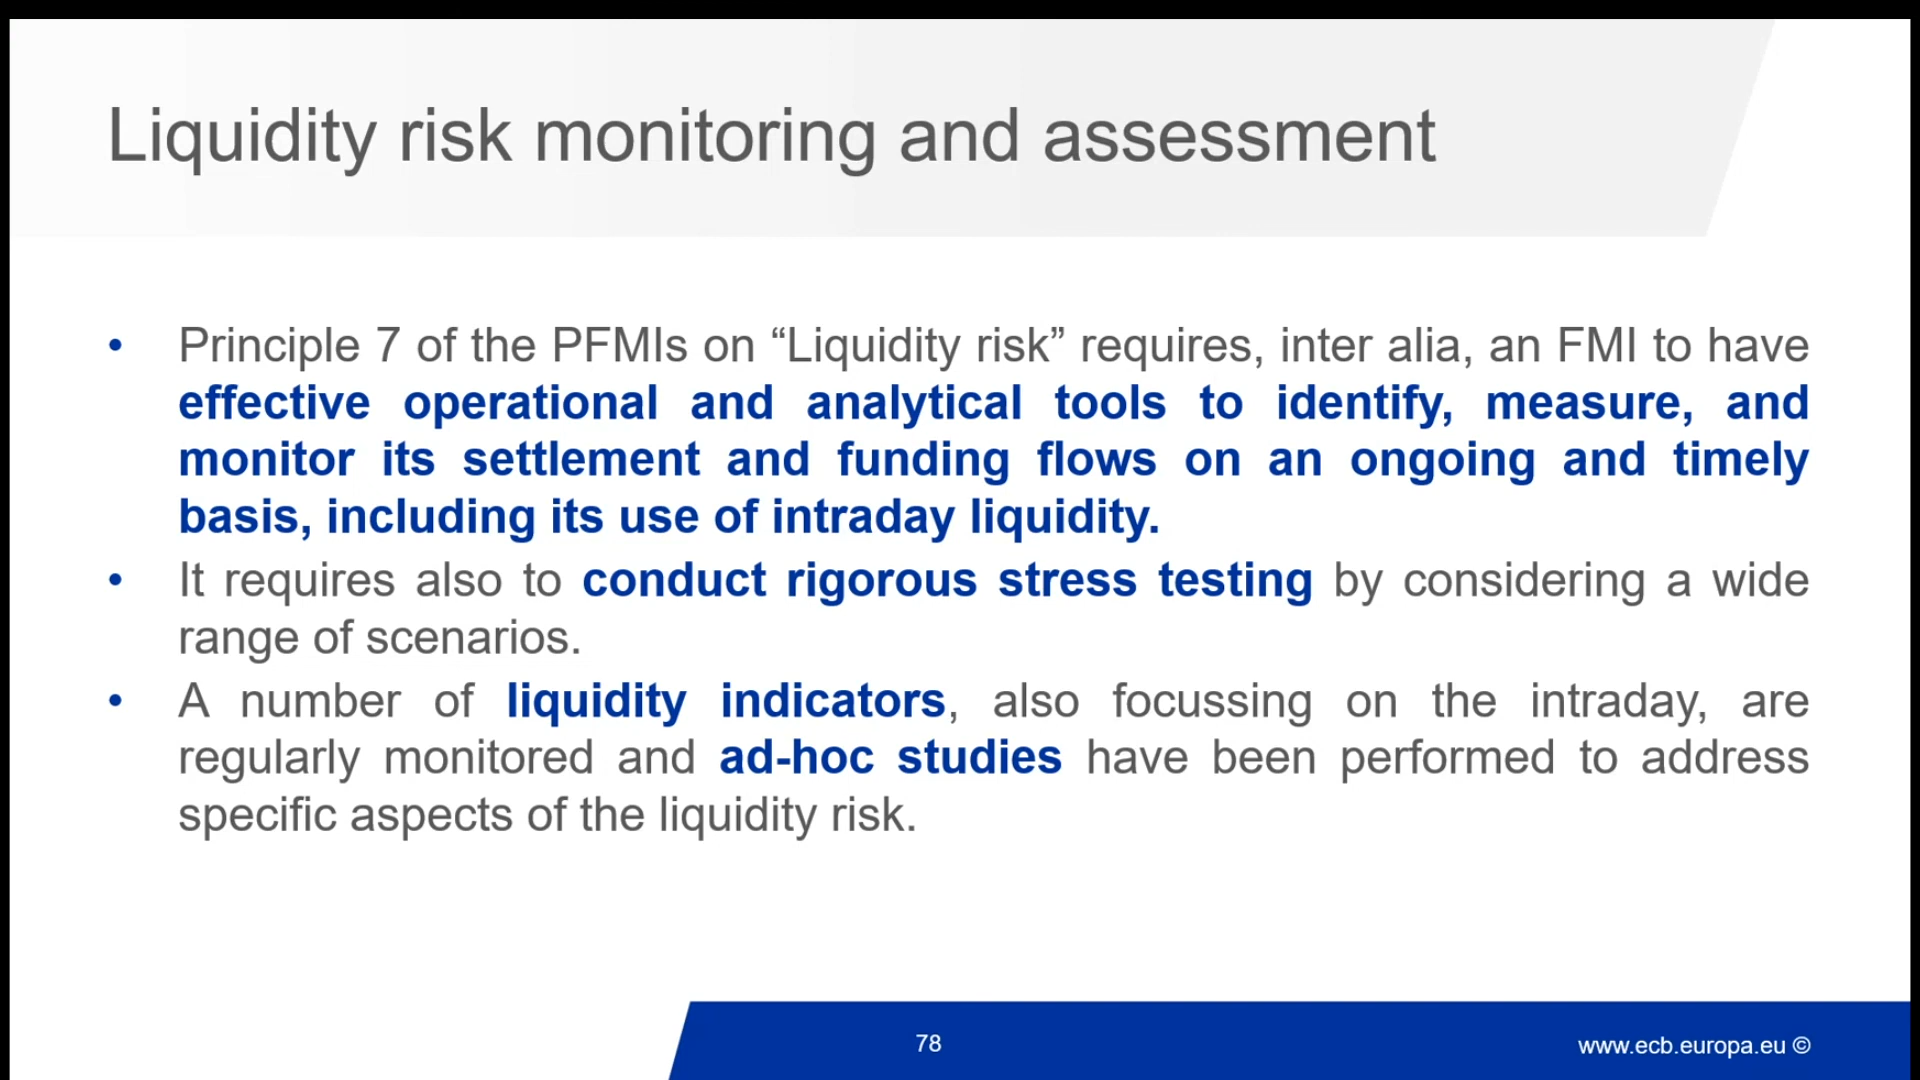 Liquidity risk monitoring and assessment
• Principle 7 of the PFMIs on “Liquidity risk” requires, inter alia, an FMI to have
effective operational and analytical tools to identify, measure, and
monitor its settlement and funding flows on an ongoing and timely
basis, including its use of intraday liquidity.
• It requires also to conduct rigorous stress testing by considering a wide
range of scenarios.
• A number of liquidity indicators, also focussing on the intraday, are
regularly monitored and ad-hoc studies have been performed to address
specific aspects of the liquidity risk.
78
www.ecb.europa.eu ©